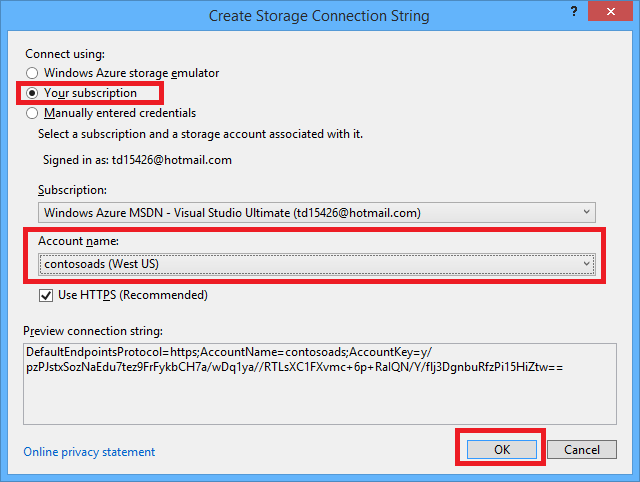 Create Storage Connection String
?
Connect using:
Windows Azure storage emulator
Your subscription
Manually entered credentials
Select a subscription and a storage account associated with it.
Signed in as: td15426@hotmail.com
Subscription:
Windows Azure MSDN - Visual Studio Ultimate (td15426@hotmail.com)
Account name:
contosoads (West US)
Use HTTPS (Recommended)
Preview connection string:
DefaultEndpointsProtocol=https;AccountName=contosoads;AccountKey=y/
pzPJstxSozNaEdu7tez9FrFykbCH7a/wDq1ya//RTLsXC1FXvmc+6p+RalQN/Y/fIj3DgnbuRfzPi15HiZtw==
Online privacy statement
OK
Cancel